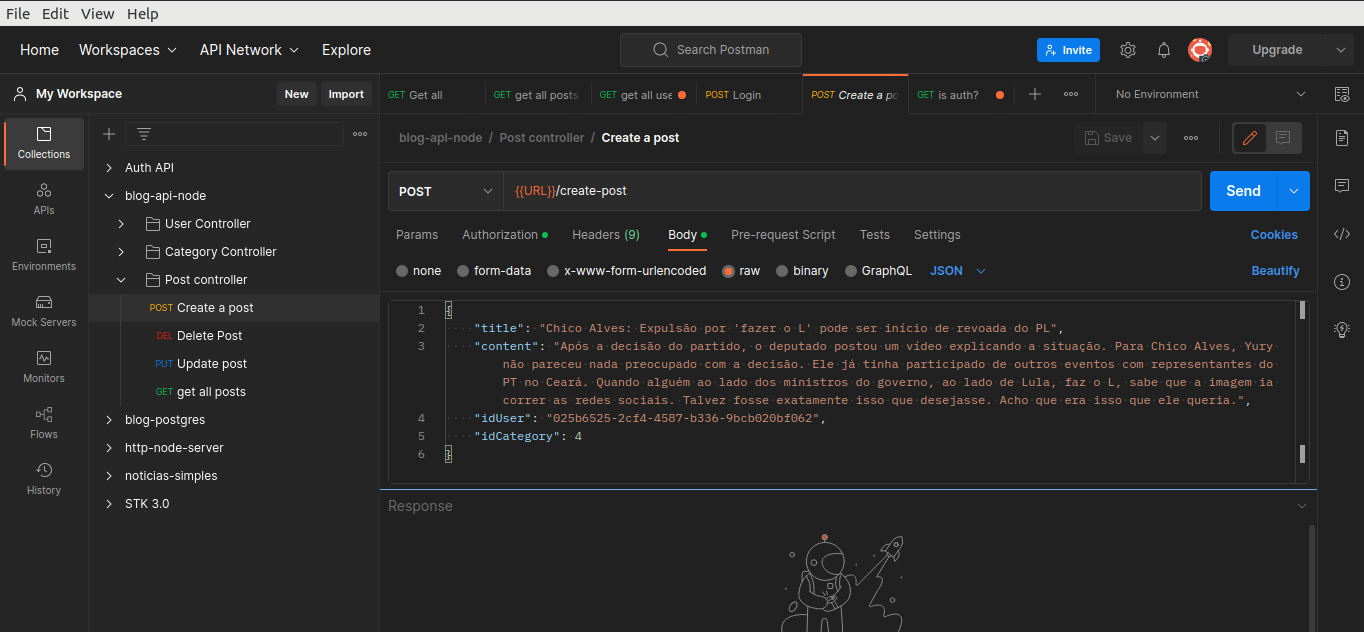 File Edit View Help
Home Workspaces API Network Explore Search Postman Invite Upgrade
My Workspace New Import GET Get all GET get all posts GET get all use POST Login POST Create a po GET is auth? No Environment
Collections
APIs
Environments
Mock Servers
Monitors
Flows
History
Auth API
blog-api-node
User Controller
Category Controller
Post controller
POST Create a post
DEL Delete Post
PUT Update post
GET get all posts
blog-postgres
http-node-server
noticias-simples
STK 3.0
blog-api-node / Post controller / Create a post Save
POST {{URL}}/create-post Send
Params Authorization Headers (9) Body Pre-request Script Tests Settings Cookies
none form-data x-www-form-urlencoded raw binary GraphQL JSON Beautify
1 {
2 "title": "Chico Alves: Expulsão por 'fazer o L' pode ser início de revoada do PL",
3 "content": "Após a decisão do partido, o deputado postou um vídeo explicando a situação. Para Chico Alves, Yury
não pareceu nada preocupado com a decisão. Ele já tinha participado de outros eventos com representantes do
PT no Ceará. Quando alguém ao lado dos ministros do governo, ao lado de Lula, faz o L, sabe que a imagem ia
correr as redes sociais. Talvez fosse exatamente isso que desejasse. Acho que era isso que ele queria.",
4 "idUser": "025b6525-2cf4-4587-b336-9bcb020bf062",
5 "idCategory": 4
6 }
Response